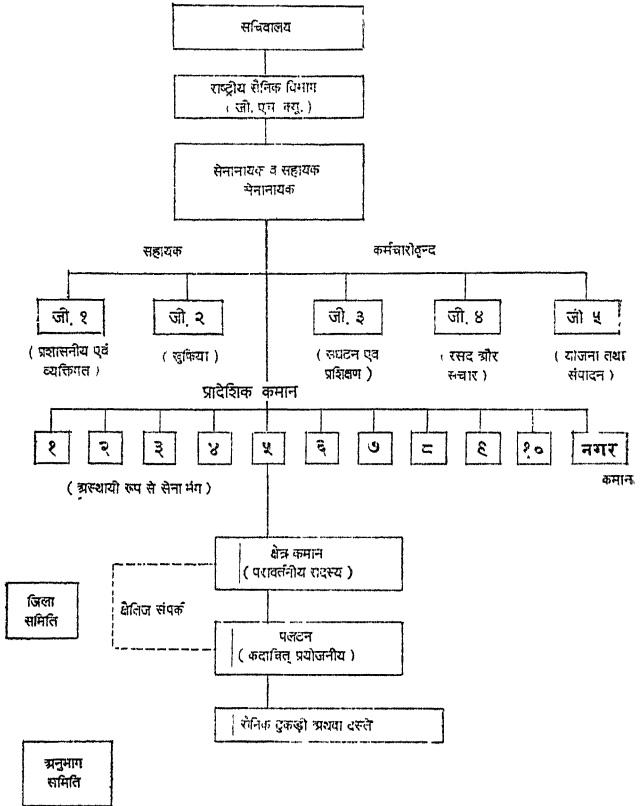 सचिवालय
राष्ट्रीय सैनिक विभाग
( जी. एच क्यू. )
सेनानायक व सहायक
सेनानायक
सहायक
कर्मचारीवृन्द
जी. १
जी. २
जी. ३
जी. ४
जी ५
( प्रशासनीय एवं
व्यक्तिगत )
( खुफिया )
( संघटन एव
प्रशिक्षण )
( रसद और
संचार )
( योजना तथा
संपादन )
प्रादेशिक कमान
१
२
३
४
५
६
७
८
९
१०
नगर
कमान
( अस्थायी रूप से सेना भंग )
क्षेत्र कमान
( परावर्तनीय सदस्य )
जिला
समिति
क्षैतिज संपर्क
पलटन
( कदाचित् प्रयोजनीय )
सैनिक टुकड़ी अथवा दस्ते
अनुभाग
समिति